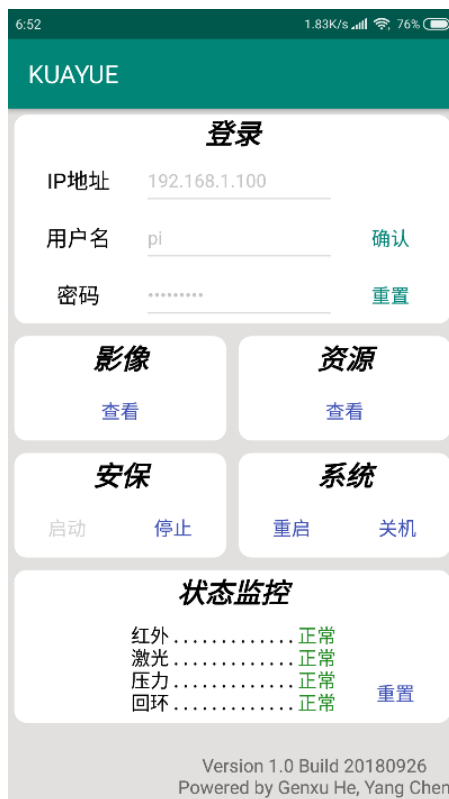 6:52 1.83K/s 76%
KUAYUE
登录
IP地址 192.168.1.100
用户名 pi 确认
密码 ········· 重置
影像 资源
查看 查看
安保 系统
启动 停止 重启 关机
状态监控
红外.............正常
激光.............正常
压力.............正常
回环.............正常 重置
Version 1.0 Build 20180926
Powered by Genxu He, Yang Chen